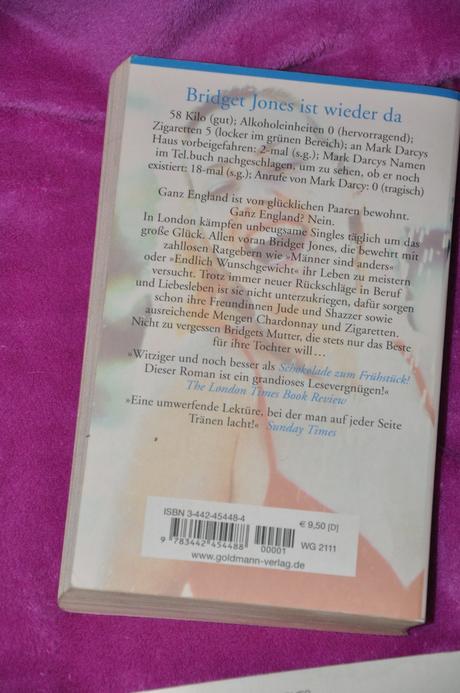 Bridget Jones ist wieder da
58 Kilo (gut); Alkoholeinheiten 0 (hervorragend);
Zigaretten 5 (locker im grünen Bereich); an Mark Darcys
Haus vorbeigefahren: 2-mal (s.g.); Mark Darcys Namen
im Tel.buch nachgeschlagen, um zu sehen, ob er noch
existiert: 18-mal (s.g.); Anrufe von Mark Darcy: 0 (tragisch)
Ganz England ist von glücklichen Paaren bewohnt.
Ganz England? Nein.
In London kämpfen unbeugsame Singles täglich um das
große Glück. Allen voran Bridget Jones, die bewehrt mit
zahllosen Ratgebern wie »Männer sind anders«
oder »Endlich Wunschgewicht« ihr Leben zu meistern
versucht. Trotz immer neuer Rückschläge in Beruf
und Liebesleben ist sie nicht unterzukriegen, dafür sorgen
schon ihre Freundinnen Jude und Shazzer sowie
ausreichende Mengen Chardonnay und Zigaretten.
Nicht zu vergessen Bridgets Mutter, die stets nur das Beste
für ihre Tochter will ...
»Witziger und noch besser als Schokolade zum Frühstück!
Dieser Roman ist ein grandioses Lesevergnügen!«
The London Times Book Review
»Eine umwerfende Lektüre, bei der man auf jeder Seite
Tränen lacht!« Sunday Times
ISBN 3-442-45448-4
€ 9,50 [D]
9 783442 454488
00001
WG 2111
www.goldmann-verlag.de